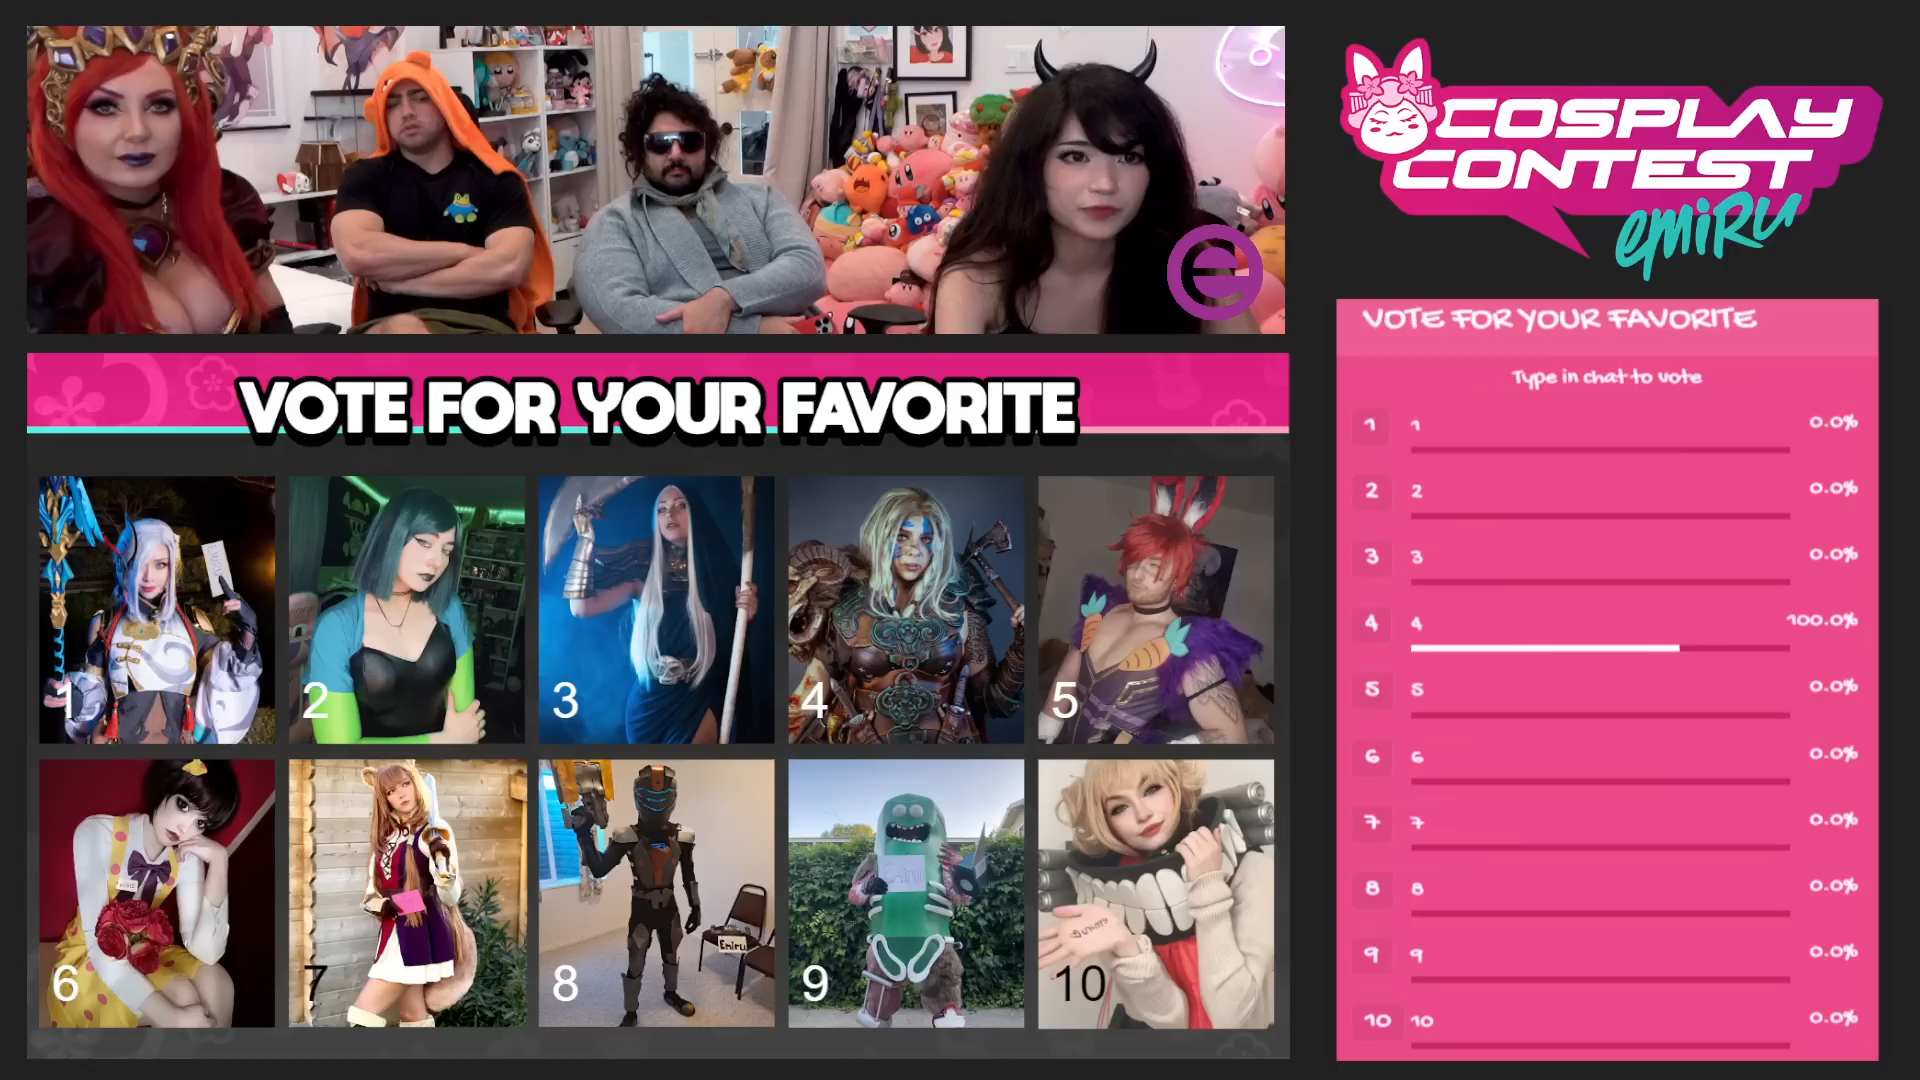 COSPLAY
CONTEST
emiru
VOTE FOR YOUR FAVORITE
1
2
3
4
5
6
7
8
Emiru
9
Emiru
10
VOTE FOR YOUR FAVORITE
Type in chat to vote
1 1 0.0%
2 2 0.0%
3 3 0.0%
4 4 100.0%
5 5 0.0%
6 6 0.0%
7 7 0.0%
8 8 0.0%
9 9 0.0%
10 10 0.0%